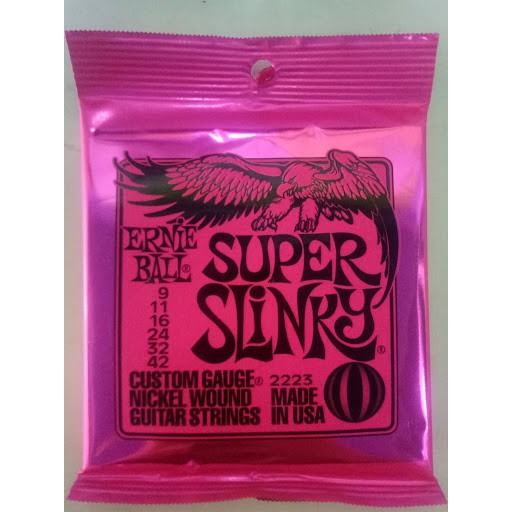 ERNIE
BALL®
SUPER
SLINKY®
9
11
16
24
32
42
CUSTOM GAUGE® 2223
NICKEL WOUND MADE
GUITAR STRINGS IN USA